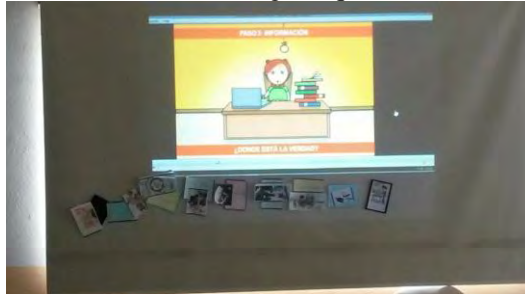 PASO 2: INFORMACIÓN
¿DÓNDE ESTÁ LA VERDAD?